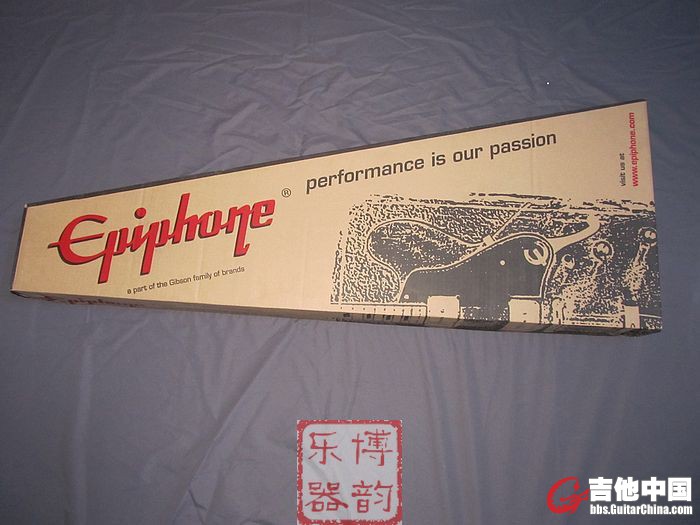 Epiphone®
performance is our passion
a part of the Gibson family of brands
visit us at
www.epiphone.com
Epiphone
博韵
乐器
吉他中国
bbs.GuitarChina.com